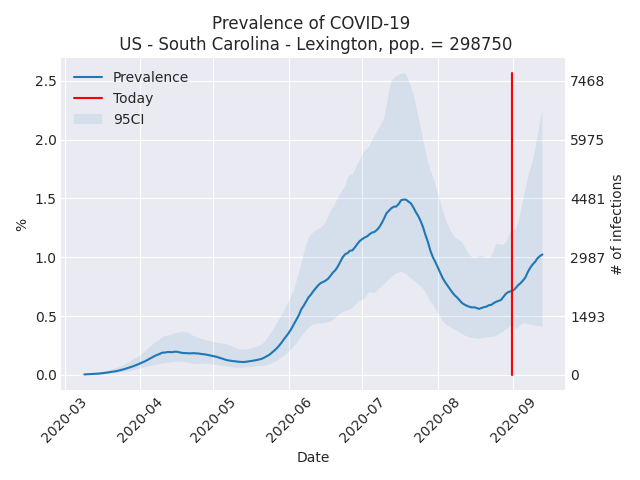 Prevalence of COVID-19
US - South Carolina - Lexington, pop. = 298750
Prevalence
Today
95CI
2.5
2.0
1.5
1.0
0.5
0.0
%
7468
5975
4481
2987
1493
0
# of infections
2020-03
2020-04
2020-05
2020-06
2020-07
2020-08
2020-09
Date